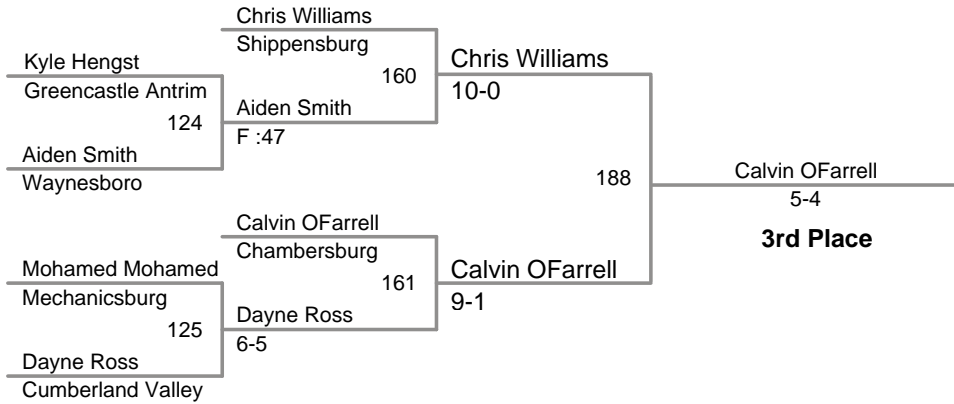 Chris Williams
Shippensburg
Kyle Hengst
Greencastle Antrim
160
Chris Williams
10-0
124
Aiden Smith
F :47
Aiden Smith
Waynesboro
188
Calvin OFarrell
5-4
3rd Place
Calvin OFarrell
Chambersburg
Mohamed Mohamed
Mechanicsburg
161
Calvin OFarrell
9-1
125
Dayne Ross
6-5
Dayne Ross
Cumberland Valley